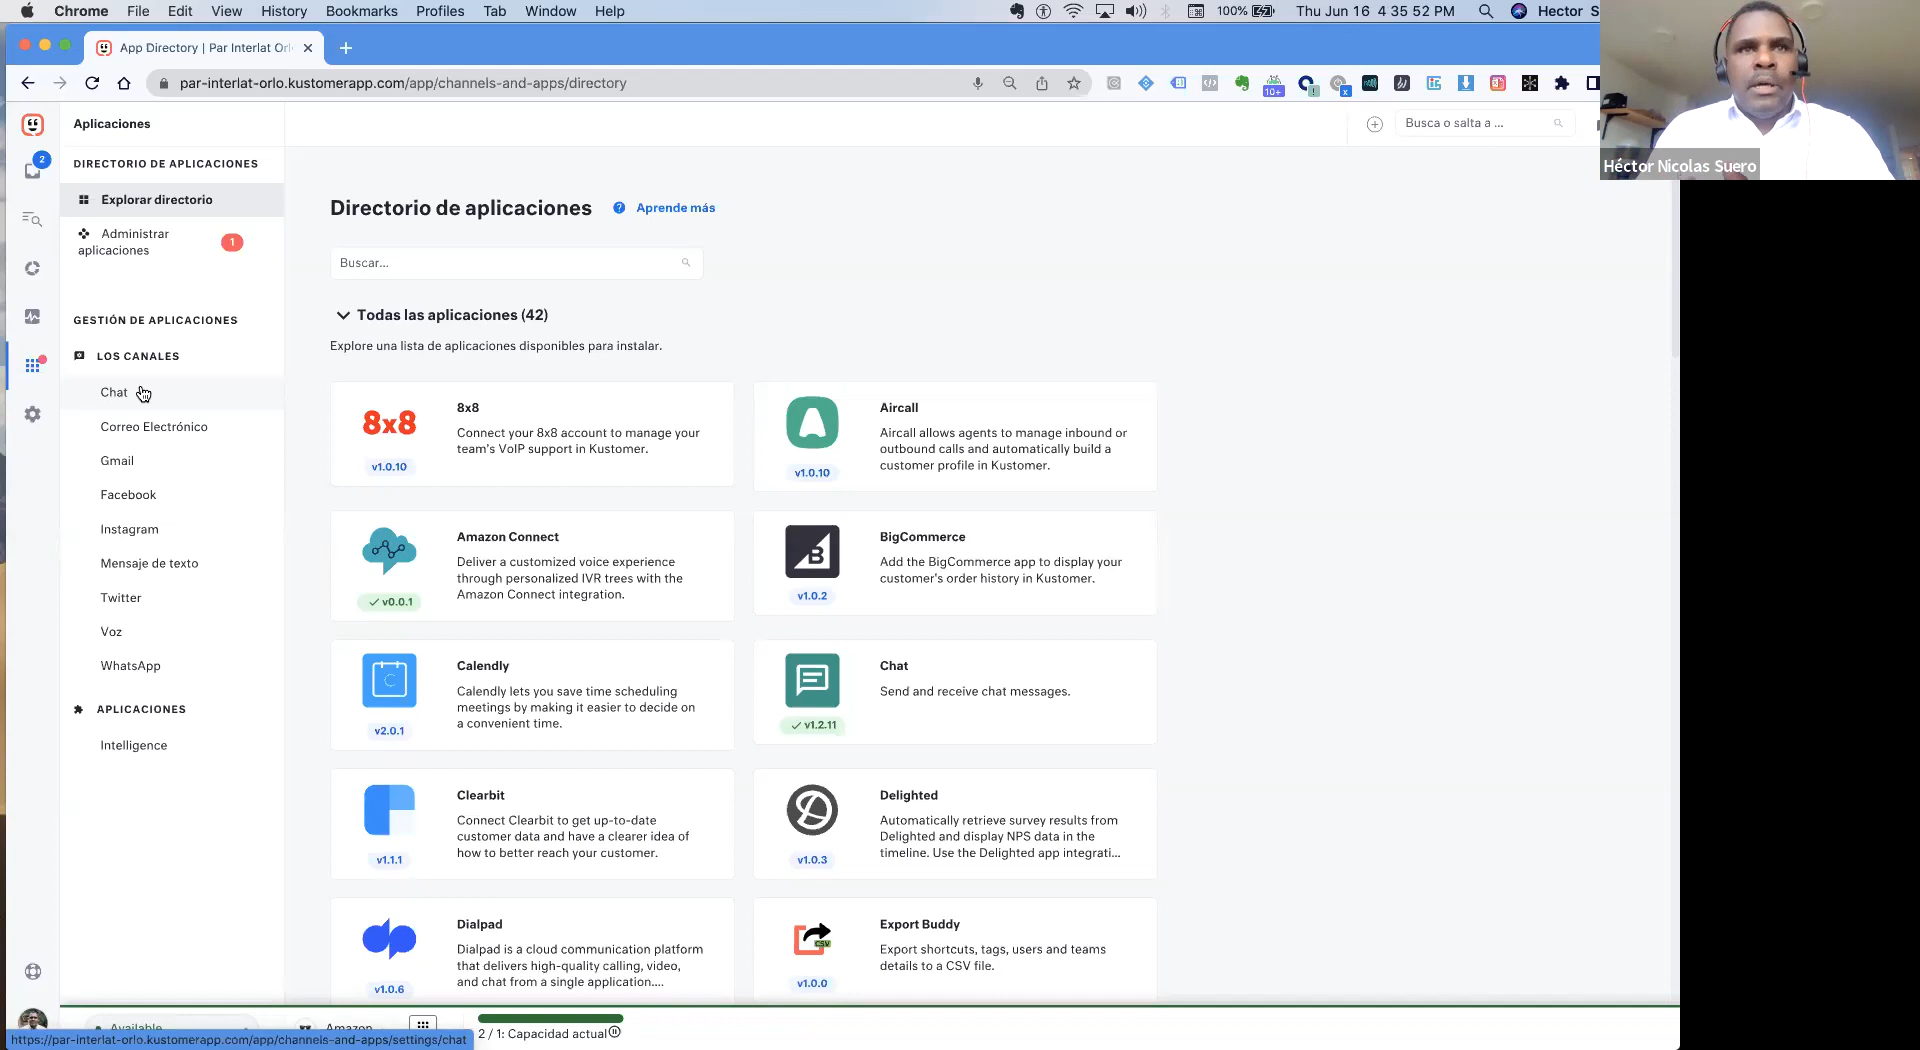 Chrome File Edit View History Bookmarks Profiles Tab Window Help 100% Thu Jun 16 4 35 52 PM Hector S
App Directory | Par Interlat Orl
par-interlat-orlo.kustomerapp.com/app/channels-and-apps/directory
10+
Aplicaciones
Busca o salta a ...
Héctor Nicolas Suero
2
DIRECTORIO DE APLICACIONES
Explorar directorio
Administrar
aplicaciones
1
GESTIÓN DE APLICACIONES
LOS CANALES
Chat
Correo Electrónico
Gmail
Facebook
Instagram
Mensaje de texto
Twitter
Voz
WhatsApp
APLICACIONES
Intelligence
Directorio de aplicaciones
Aprende más
Buscar...
Todas las aplicaciones (42)
Explore una lista de aplicaciones disponibles para instalar.
8x8
8x8
Connect your 8x8 account to manage your
team's VoIP support in Kustomer.
v1.0.10
Aircall
Aircall allows agents to manage inbound or
outbound calls and automatically build a
customer profile in Kustomer.
v1.0.10
Amazon Connect
Deliver a customized voice experience
through personalized IVR trees with the
Amazon Connect integration.
v0.0.1
BigCommerce
Add the BigCommerce app to display your
customer's order history in Kustomer.
v1.0.2
Calendly
Calendly lets you save time scheduling
meetings by making it easier to decide on
a convenient time.
v2.0.1
Chat
Send and receive chat messages.
v1.2.11
Clearbit
Connect Clearbit to get up-to-date
customer data and have a clearer idea of
how to better reach your customer.
v1.1.1
Delighted
Automatically retrieve survey results from
Delighted and display NPS data in the
timeline. Use the Delighted app integrati...
v1.0.3
Dialpad
Dialpad is a cloud communication platform
that delivers high-quality calling, video,
and chat from a single application....
v1.0.6
Export Buddy
Export shortcuts, tags, users and teams
details to a CSV file.
CSV
v1.0.0
Available
Amazon
2 / 1: Capacidad actual
https://par-interlat-orlo.kustomerapp.com/app/channels-and-apps/settings/chat